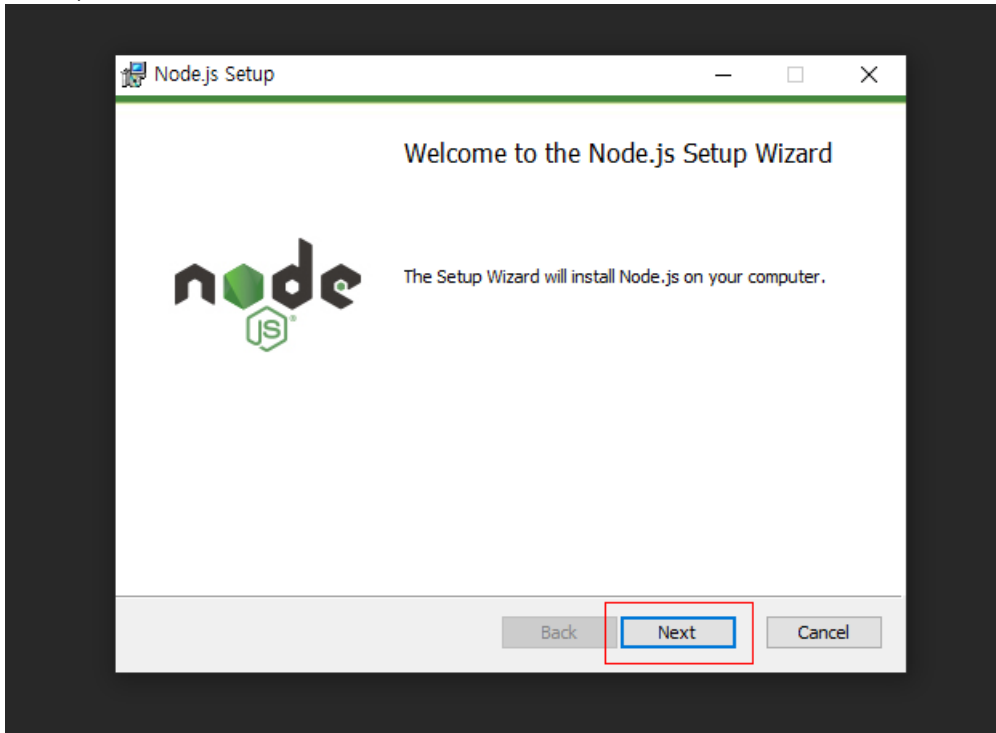 Node.js Setup
Welcome to the Node.js Setup Wizard
node
JS
The Setup Wizard will install Node.js on your computer.
Back
Next
Cancel